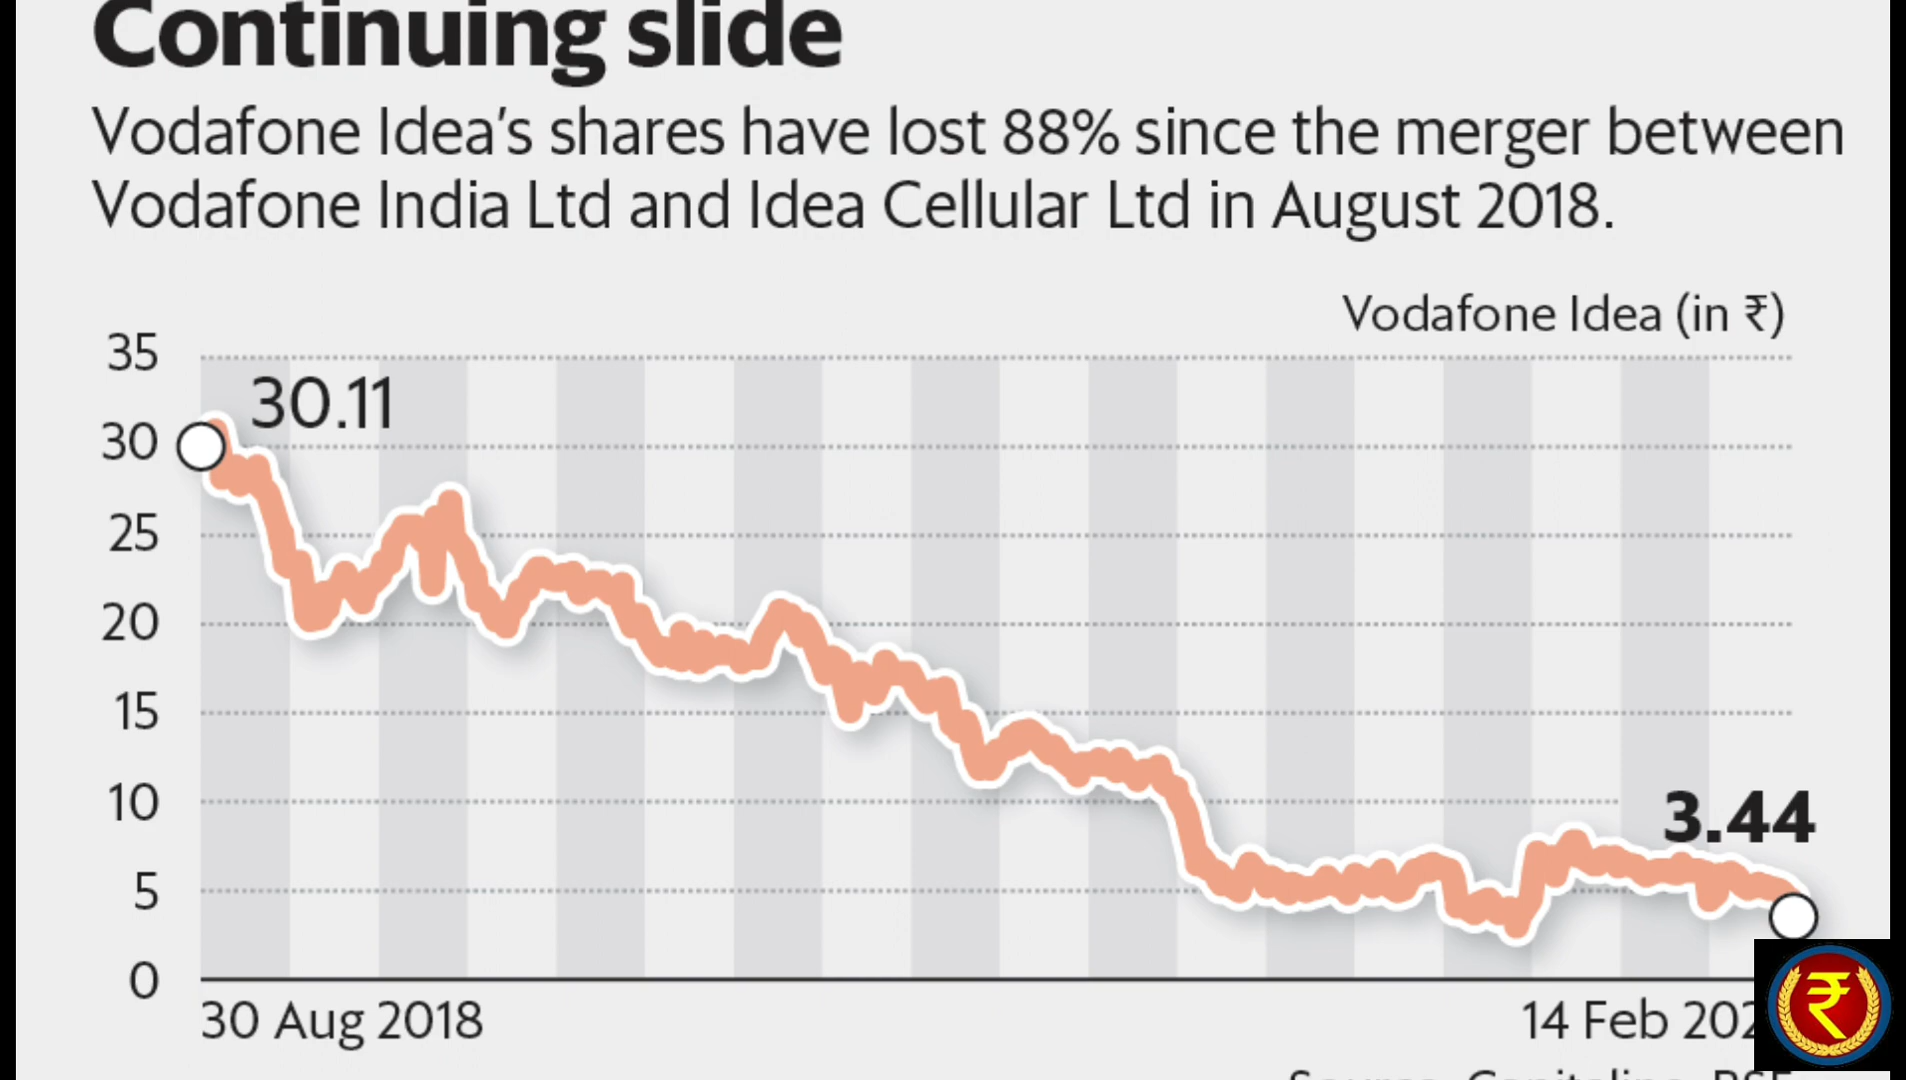 Continuing slide
Vodafone Idea's shares have lost 88% since the merger between
Vodafone India Ltd and Idea Cellular Ltd in August 2018.
Vodafone Idea (in ₹)
35
30.11
30
25
20
15
10
3.44
5
0
30 Aug 2018
14 Feb
₹